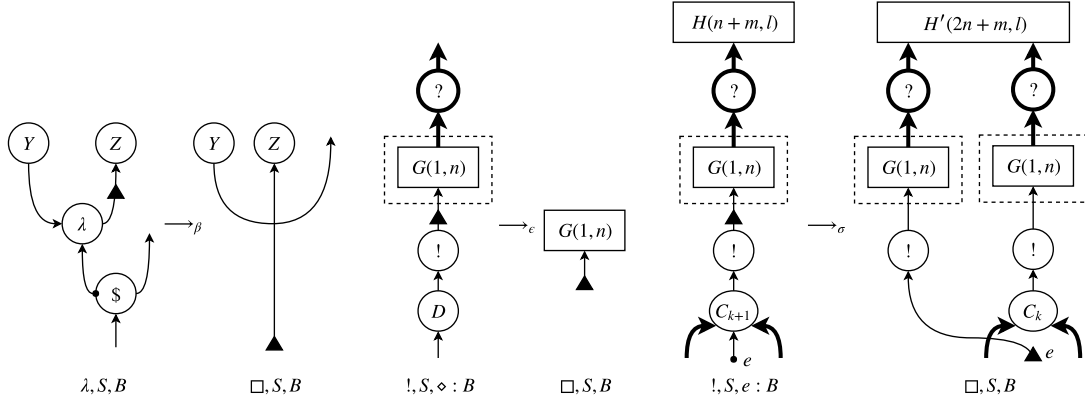 H(n + m, l)
H′(2n + m, l)
? ? ? ?
Y Z Y Z
G(1, n) G(1, n) G(1, n) G(1, n)
λ →β →ϵ G(1, n) →σ
! ! ! !
$ D C_{k+1} C_k
e e
λ, S, B □, S, B !, S, ⋄ : B □, S, B !, S, e : B □, S, B